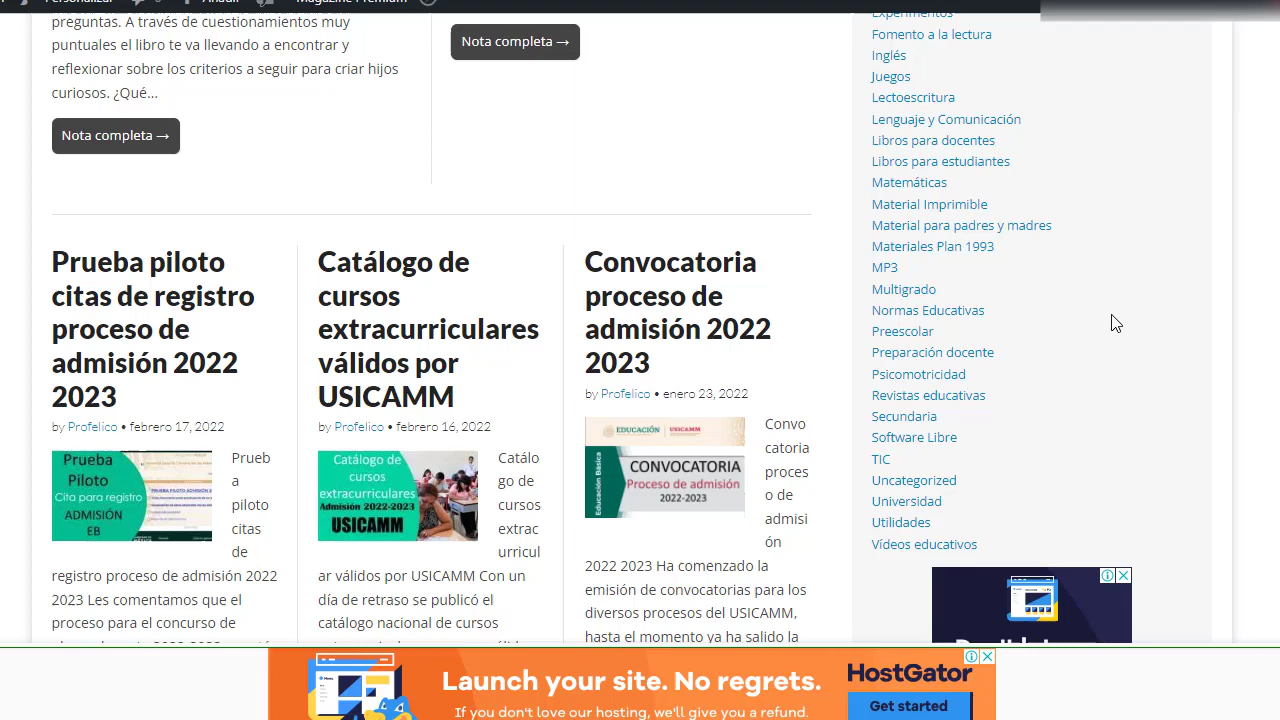 Personalizar
Añadir
Magazine Premium
preguntas. A través de cuestionamientos muy
puntuales el libro te va llevando a encontrar y
reflexionar sobre los criterios a seguir para criar hijos
curiosos. ¿Qué…
Nota completa →
Nota completa →
Prueba piloto
citas de registro
proceso de
admisión 2022
2023
by Profelico • febrero 17, 2022
Prueba
Piloto
Cita para registro
ADMISIÓN
EB
Prueb
a
piloto
citas
de
registro proceso de admisión 2022
2023 Les comentamos que el
proceso para el concurso de
Catálogo de
cursos
extracurriculares
válidos por
USICAMM
by Profelico • febrero 16, 2022
Catálogo de
cursos
extracurriculares
Admisión 2022-2023
USICAMM
Catálo
go de
cursos
extrac
urricul
ar válidos por USICAMM Con un
día de retraso se publicó el
catálogo nacional de cursos
Convocatoria
proceso de
admisión 2022
2023
by Profelico • enero 23, 2022
EDUCACIÓN
USICAMM
Educación Básica
CONVOCATORIA
Proceso de admisión
2022-2023
Convo
catoria
proces
o de
admisi
ón
2022 2023 Ha comenzado la
emisión de convocatorias para los
diversos procesos del USICAMM,
hasta el momento ya ha salido la
Experimentos
Fomento a la lectura
Inglés
Juegos
Lectoescritura
Lenguaje y Comunicación
Libros para docentes
Libros para estudiantes
Matemáticas
Material Imprimible
Material para padres y madres
Materiales Plan 1993
MP3
Multigrado
Normas Educativas
Preescolar
Preparación docente
Psicomotricidad
Revistas educativas
Secundaria
Software Libre
TIC
Uncategorized
Universidad
Utilidades
Vídeos educativos
Launch your site. No regrets.
If you don't love our hosting, we'll give you a refund.
HostGator
Get started